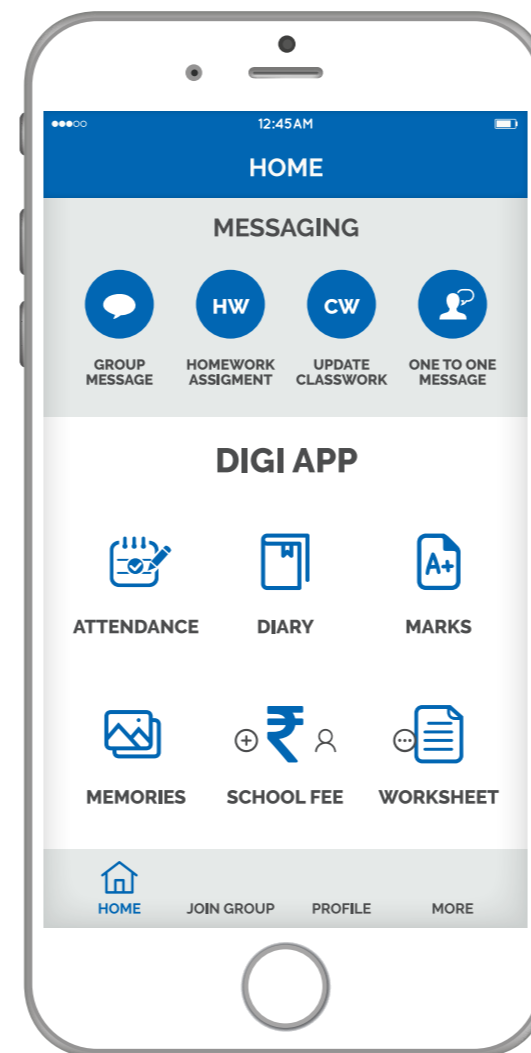 12:45AM
HOME
MESSAGING
HW
CW
GROUP
MESSAGE
HOMEWORK
ASSIGMENT
UPDATE
CLASSWORK
ONE TO ONE
MESSAGE
DIGI APP
A+
ATTENDANCE
DIARY
MARKS
₹
MEMORIES
SCHOOL FEE
WORKSHEET
HOME
JOIN GROUP
PROFILE
MORE